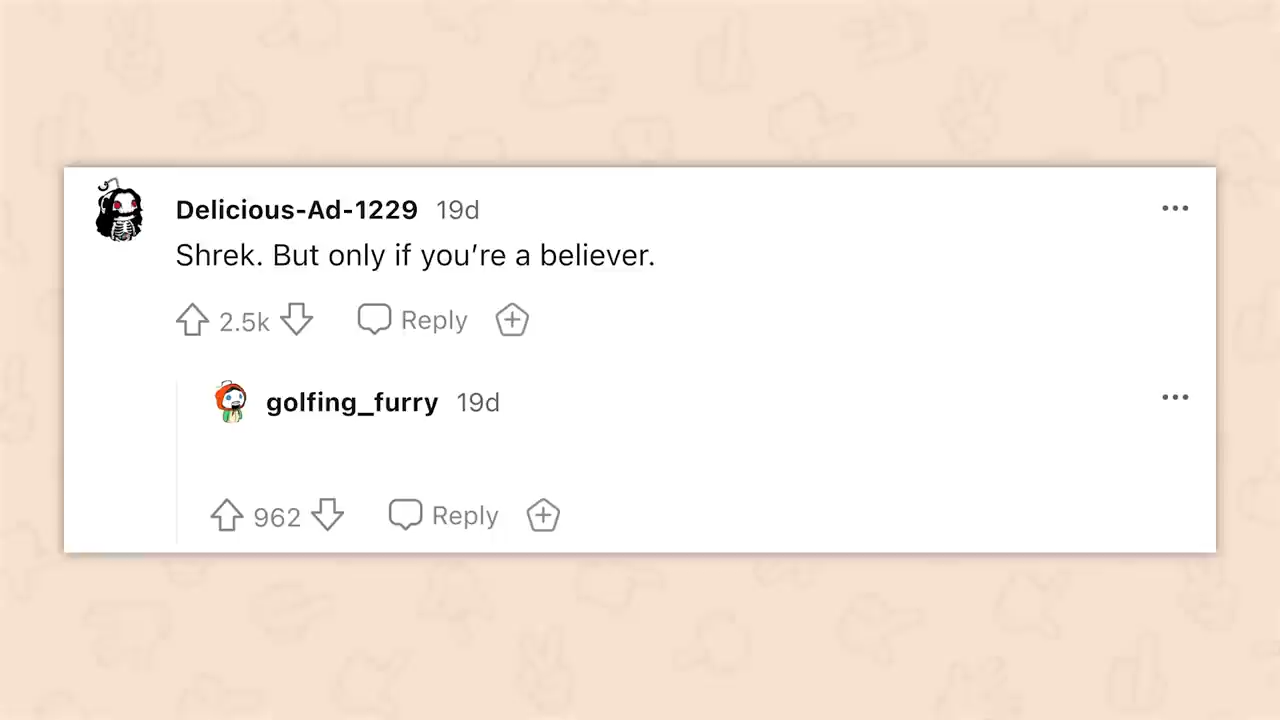 Delicious-Ad-1229 19d
Shrek. But only if you’re a believer.
2.5k Reply
golfing_furry 19d
962 Reply